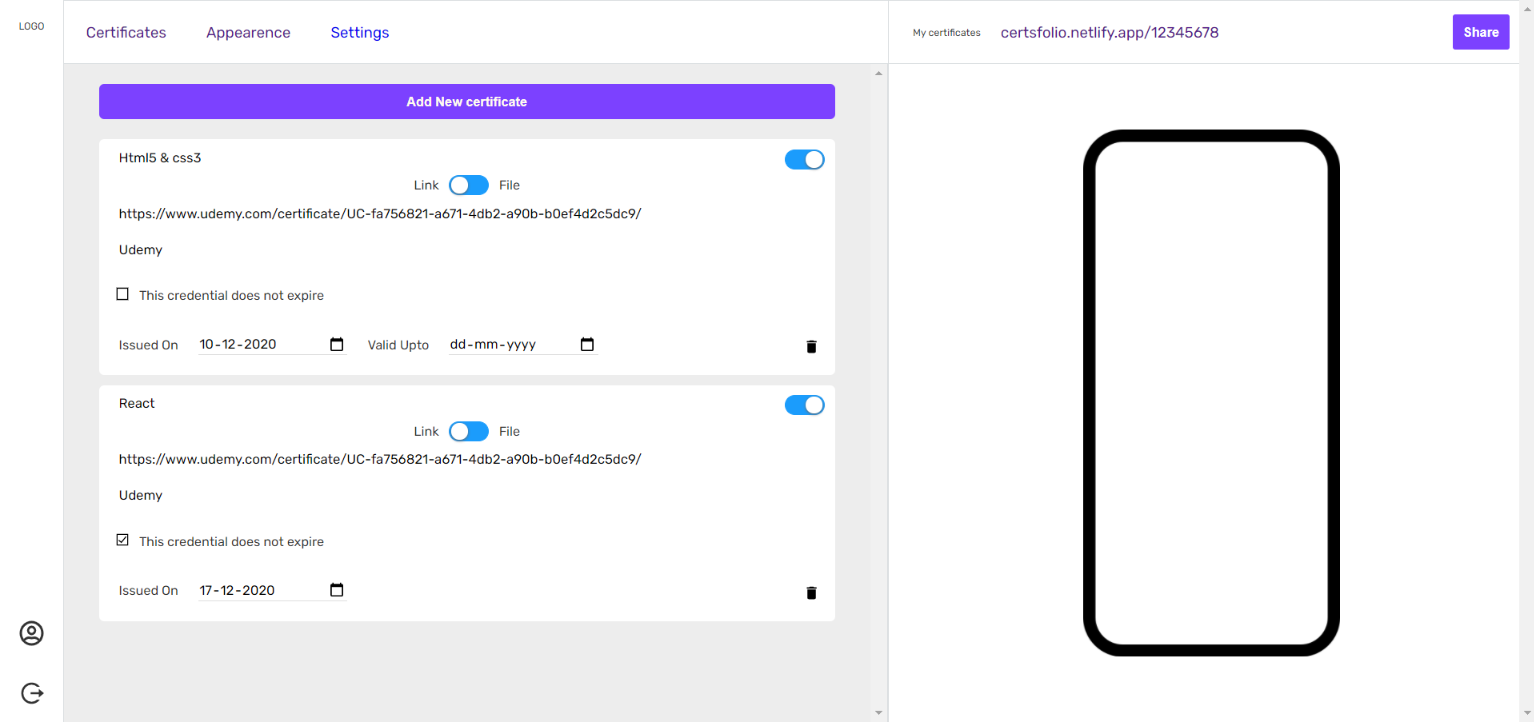 LOGO
Certificates Appearence Settings
My certificates certsfolio.netlify.app/12345678 Share
Add New certificate
Html5 & css3
Link File
https://www.udemy.com/certificate/UC-fa756821-a671-4db2-a90b-b0ef4d2c5dc9/
Udemy
This credential does not expire
Issued On 10-12-2020 Valid Upto dd-mm-yyyy
React
Link File
https://www.udemy.com/certificate/UC-fa756821-a671-4db2-a90b-b0ef4d2c5dc9/
Udemy
This credential does not expire
Issued On 17-12-2020